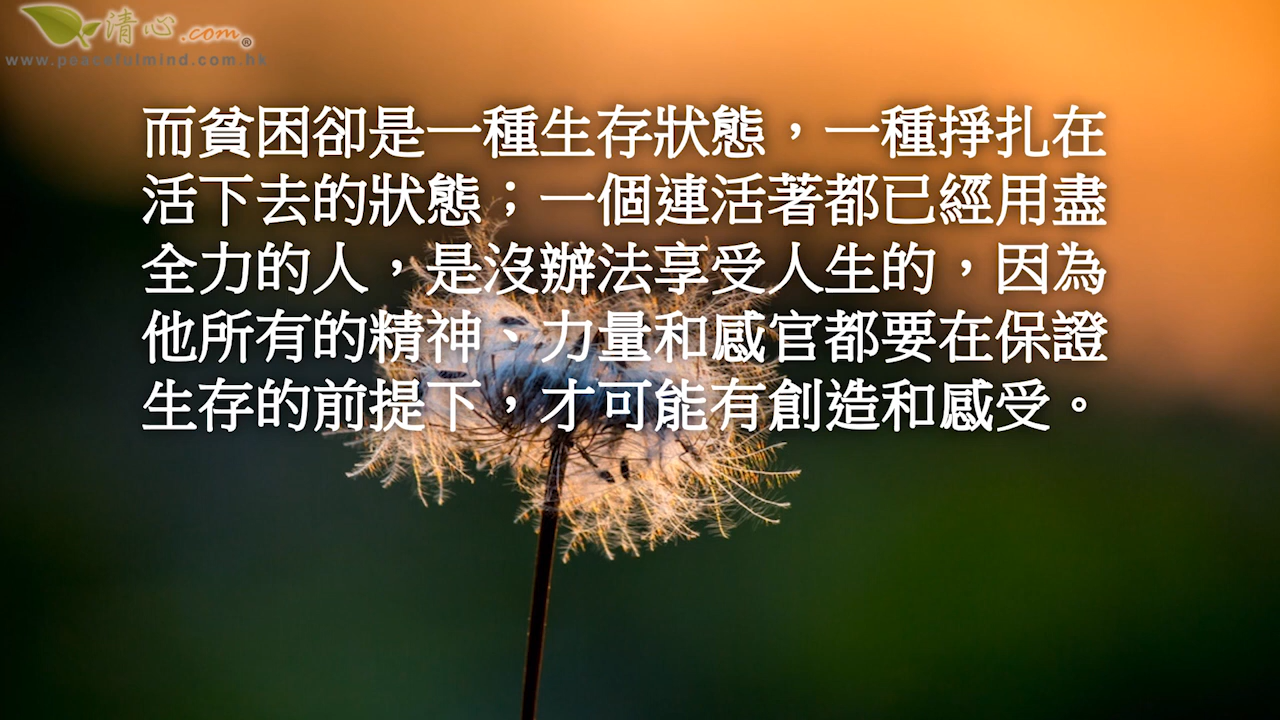 清心.com®
www.peacefulmind.com.hk
而貧困卻是一種生存狀態，一種掙扎在
活下去的狀態；一個連活著都已經用盡
全力的人，是沒辦法享受人生的，因為
他所有的精神、力量和感官都要在保證
生存的前提下，才可能有創造和感受。